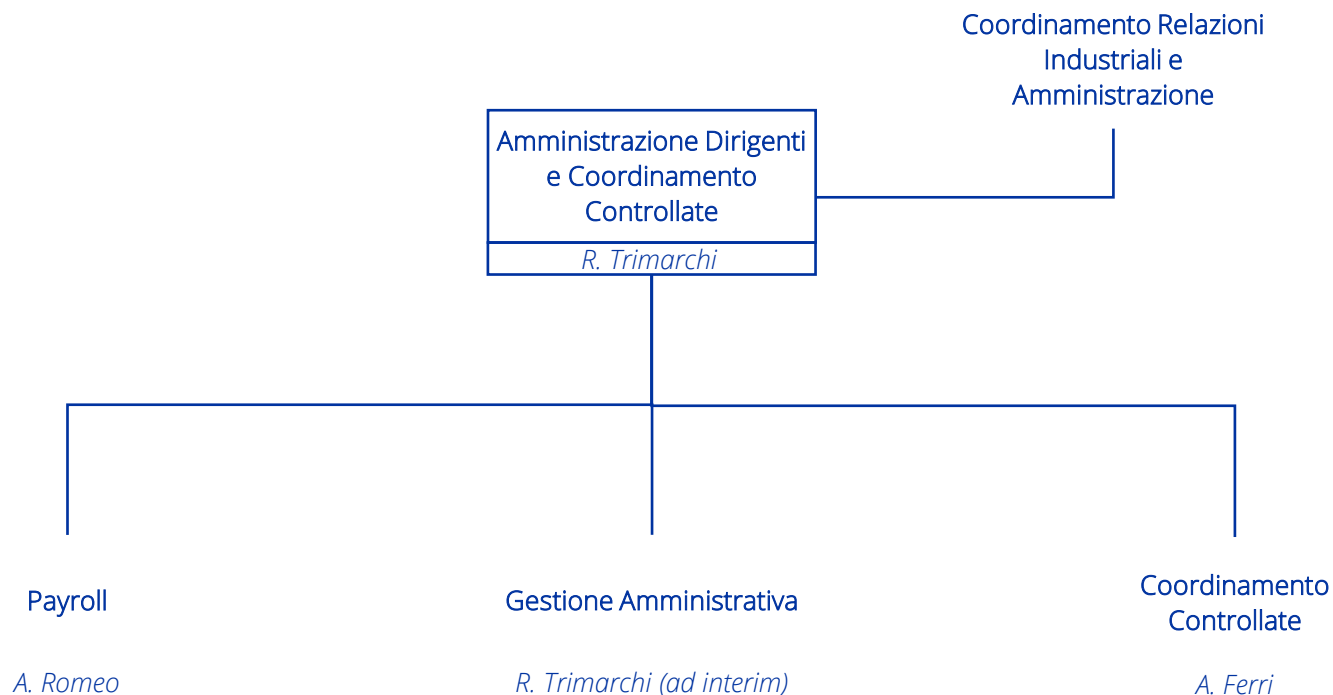 Coordinamento Relazioni
Industriali e
Amministrazione
Amministrazione Dirigenti
e Coordinamento
Controllate
R. Trimarchi
Payroll
A. Romeo
Gestione Amministrativa
R. Trimarchi (ad interim)
Coordinamento
Controllate
A. Ferri